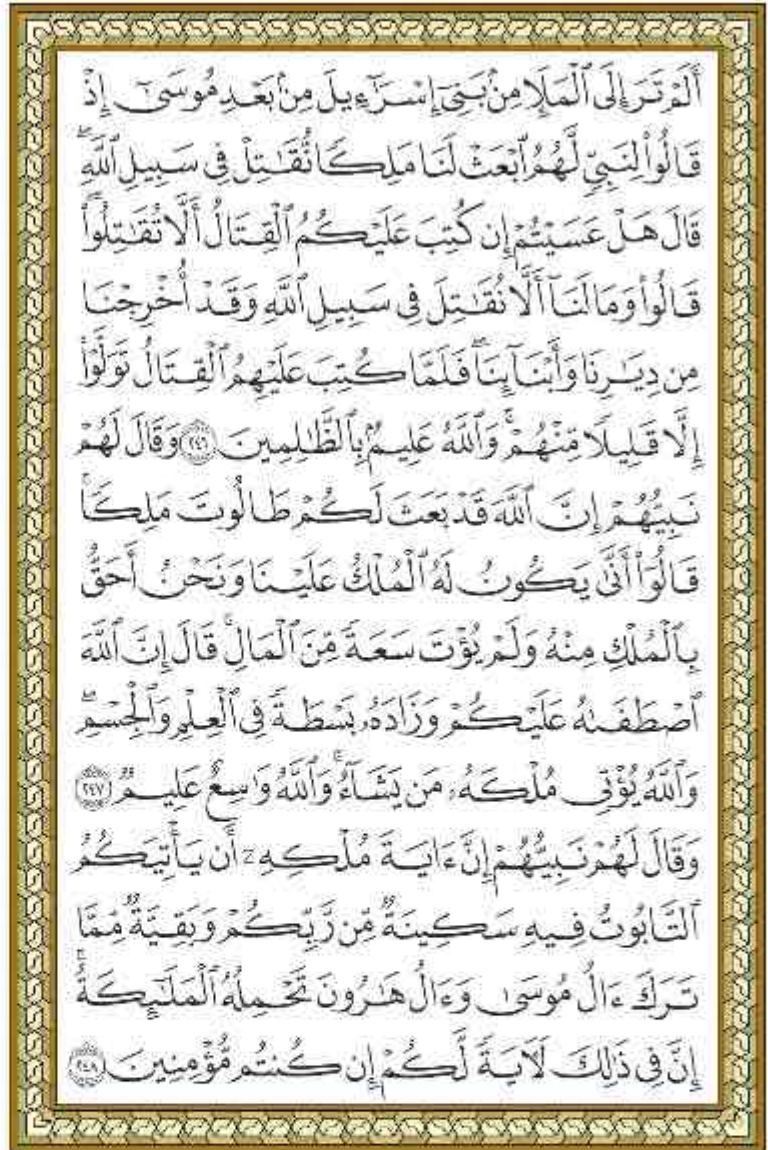 أَلَمْ تَرَ إِلَى ٱلْمَلَإِ مِنۢ بَنِىٓ إِسْرَٰٓءِيلَ مِنۢ بَعْدِ مُوسَىٰٓ إِذْ
قَالُوا۟ لِنَبِىٍّ لَّهُمُ ٱبْعَثْ لَنَا مَلِكًا نُّقَٰتِلْ فِى سَبِيلِ ٱللَّهِ ۖ
قَالَ هَلْ عَسَيْتُمْ إِن كُتِبَ عَلَيْكُمُ ٱلْقِتَالُ أَلَّا تُقَٰتِلُوا۟ ۖ
قَالُوا۟ وَمَا لَنَآ أَلَّا نُقَٰتِلَ فِى سَبِيلِ ٱللَّهِ وَقَدْ أُخْرِجْنَا
مِن دِيَٰرِنَا وَأَبْنَآئِنَا ۖ فَلَمَّا كُتِبَ عَلَيْهِمُ ٱلْقِتَالُ تَوَلَّوْا۟
إِلَّا قَلِيلًا مِّنْهُمْ ۗ وَٱللَّهُ عَلِيمٌۢ بِٱلظَّٰلِمِينَ ٢٤٦ وَقَالَ لَهُمْ
نَبِيُّهُمْ إِنَّ ٱللَّهَ قَدْ بَعَثَ لَكُمْ طَالُوتَ مَلِكًا ۚ
قَالُوٓا۟ أَنَّىٰ يَكُونُ لَهُ ٱلْمُلْكُ عَلَيْنَا وَنَحْنُ أَحَقُّ
بِٱلْمُلْكِ مِنْهُ وَلَمْ يُؤْتَ سَعَةً مِّنَ ٱلْمَالِ ۚ قَالَ إِنَّ ٱللَّهَ
ٱصْطَفَىٰهُ عَلَيْكُمْ وَزَادَهُۥ بَسْطَةً فِى ٱلْعِلْمِ وَٱلْجِسْمِ ۖ
وَٱللَّهُ يُؤْتِى مُلْكَهُۥ مَن يَشَآءُ ۚ وَٱللَّهُ وَٰسِعٌ عَلِيمٌ ٢٤٧
وَقَالَ لَهُمْ نَبِيُّهُمْ إِنَّ ءَايَةَ مُلْكِهِۦٓ أَن يَأْتِيَكُمُ
ٱلتَّابُوتُ فِيهِ سَكِينَةٌ مِّن رَّبِّكُمْ وَبَقِيَّةٌ مِّمَّا
تَرَكَ ءَالُ مُوسَىٰ وَءَالُ هَٰرُونَ تَحْمِلُهُ ٱلْمَلَٰٓئِكَةُ ۚ
إِنَّ فِى ذَٰلِكَ لَءَايَةً لَّكُمْ إِن كُنتُم مُّؤْمِنِينَ ٢٤٨